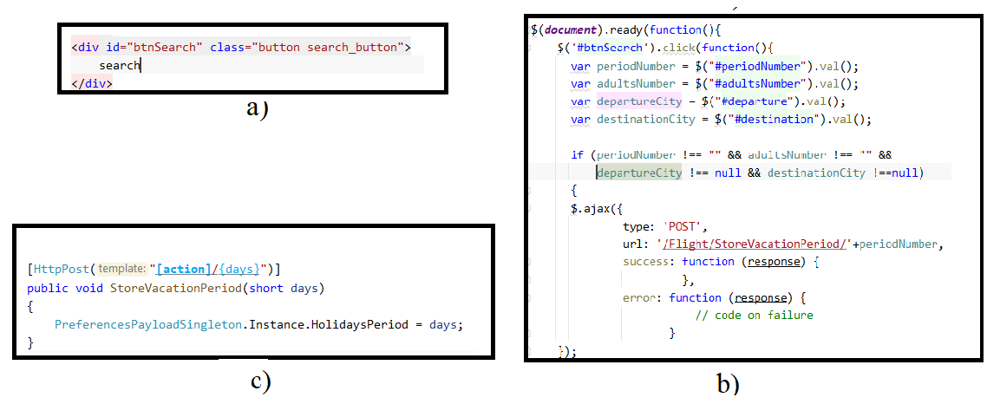 <div id="btnSearch" class="button search_button">
search
</div>
a)
$(document).ready(function(){
$('#btnSearch').click(function(){
var periodNumber = $("#periodNumber").val();
var adultsNumber = $("#adultsNumber").val();
var departureCity = $("#departure").val();
var destinationCity = $("#destination").val();
if (periodNumber !== "" && adultsNumber !== "" &&
departureCity !== null && destinationCity !==null)
{
$.ajax({
type: 'POST',
url: '/Flight/StoreVacationPeriod/'+periodNumber,
success: function (response) {
},
error: function (response) {
// code on failure
}
});
b)
[HttpPost(template:"[action]/{days}")]
public void StoreVacationPeriod(short days)
{
PreferencesPayloadSingleton.Instance.HolidaysPeriod = days;
}
c)